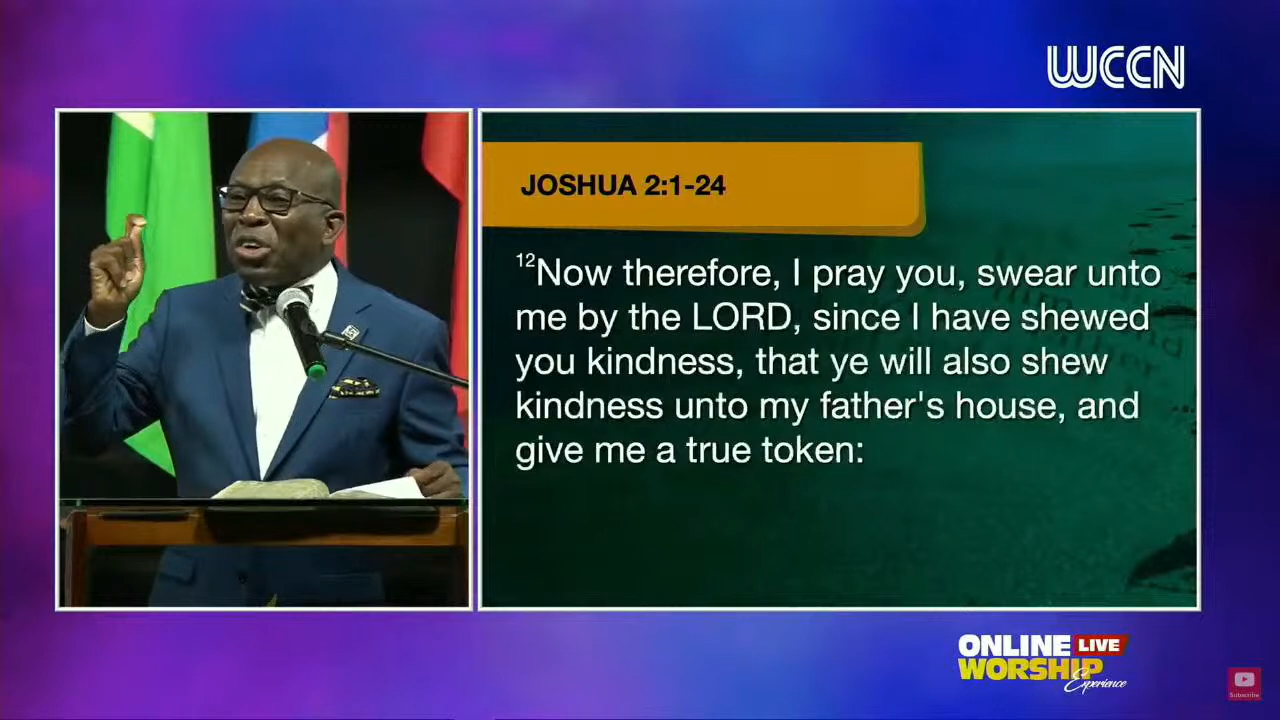 WCCN
JOSHUA 2:1-24
12Now therefore, I pray you, swear unto
me by the LORD, since I have shewed
you kindness, that ye will also shew
kindness unto my father's house, and
give me a true token:
ONLINE LIVE
WORSHIP
Experience
Subscribe